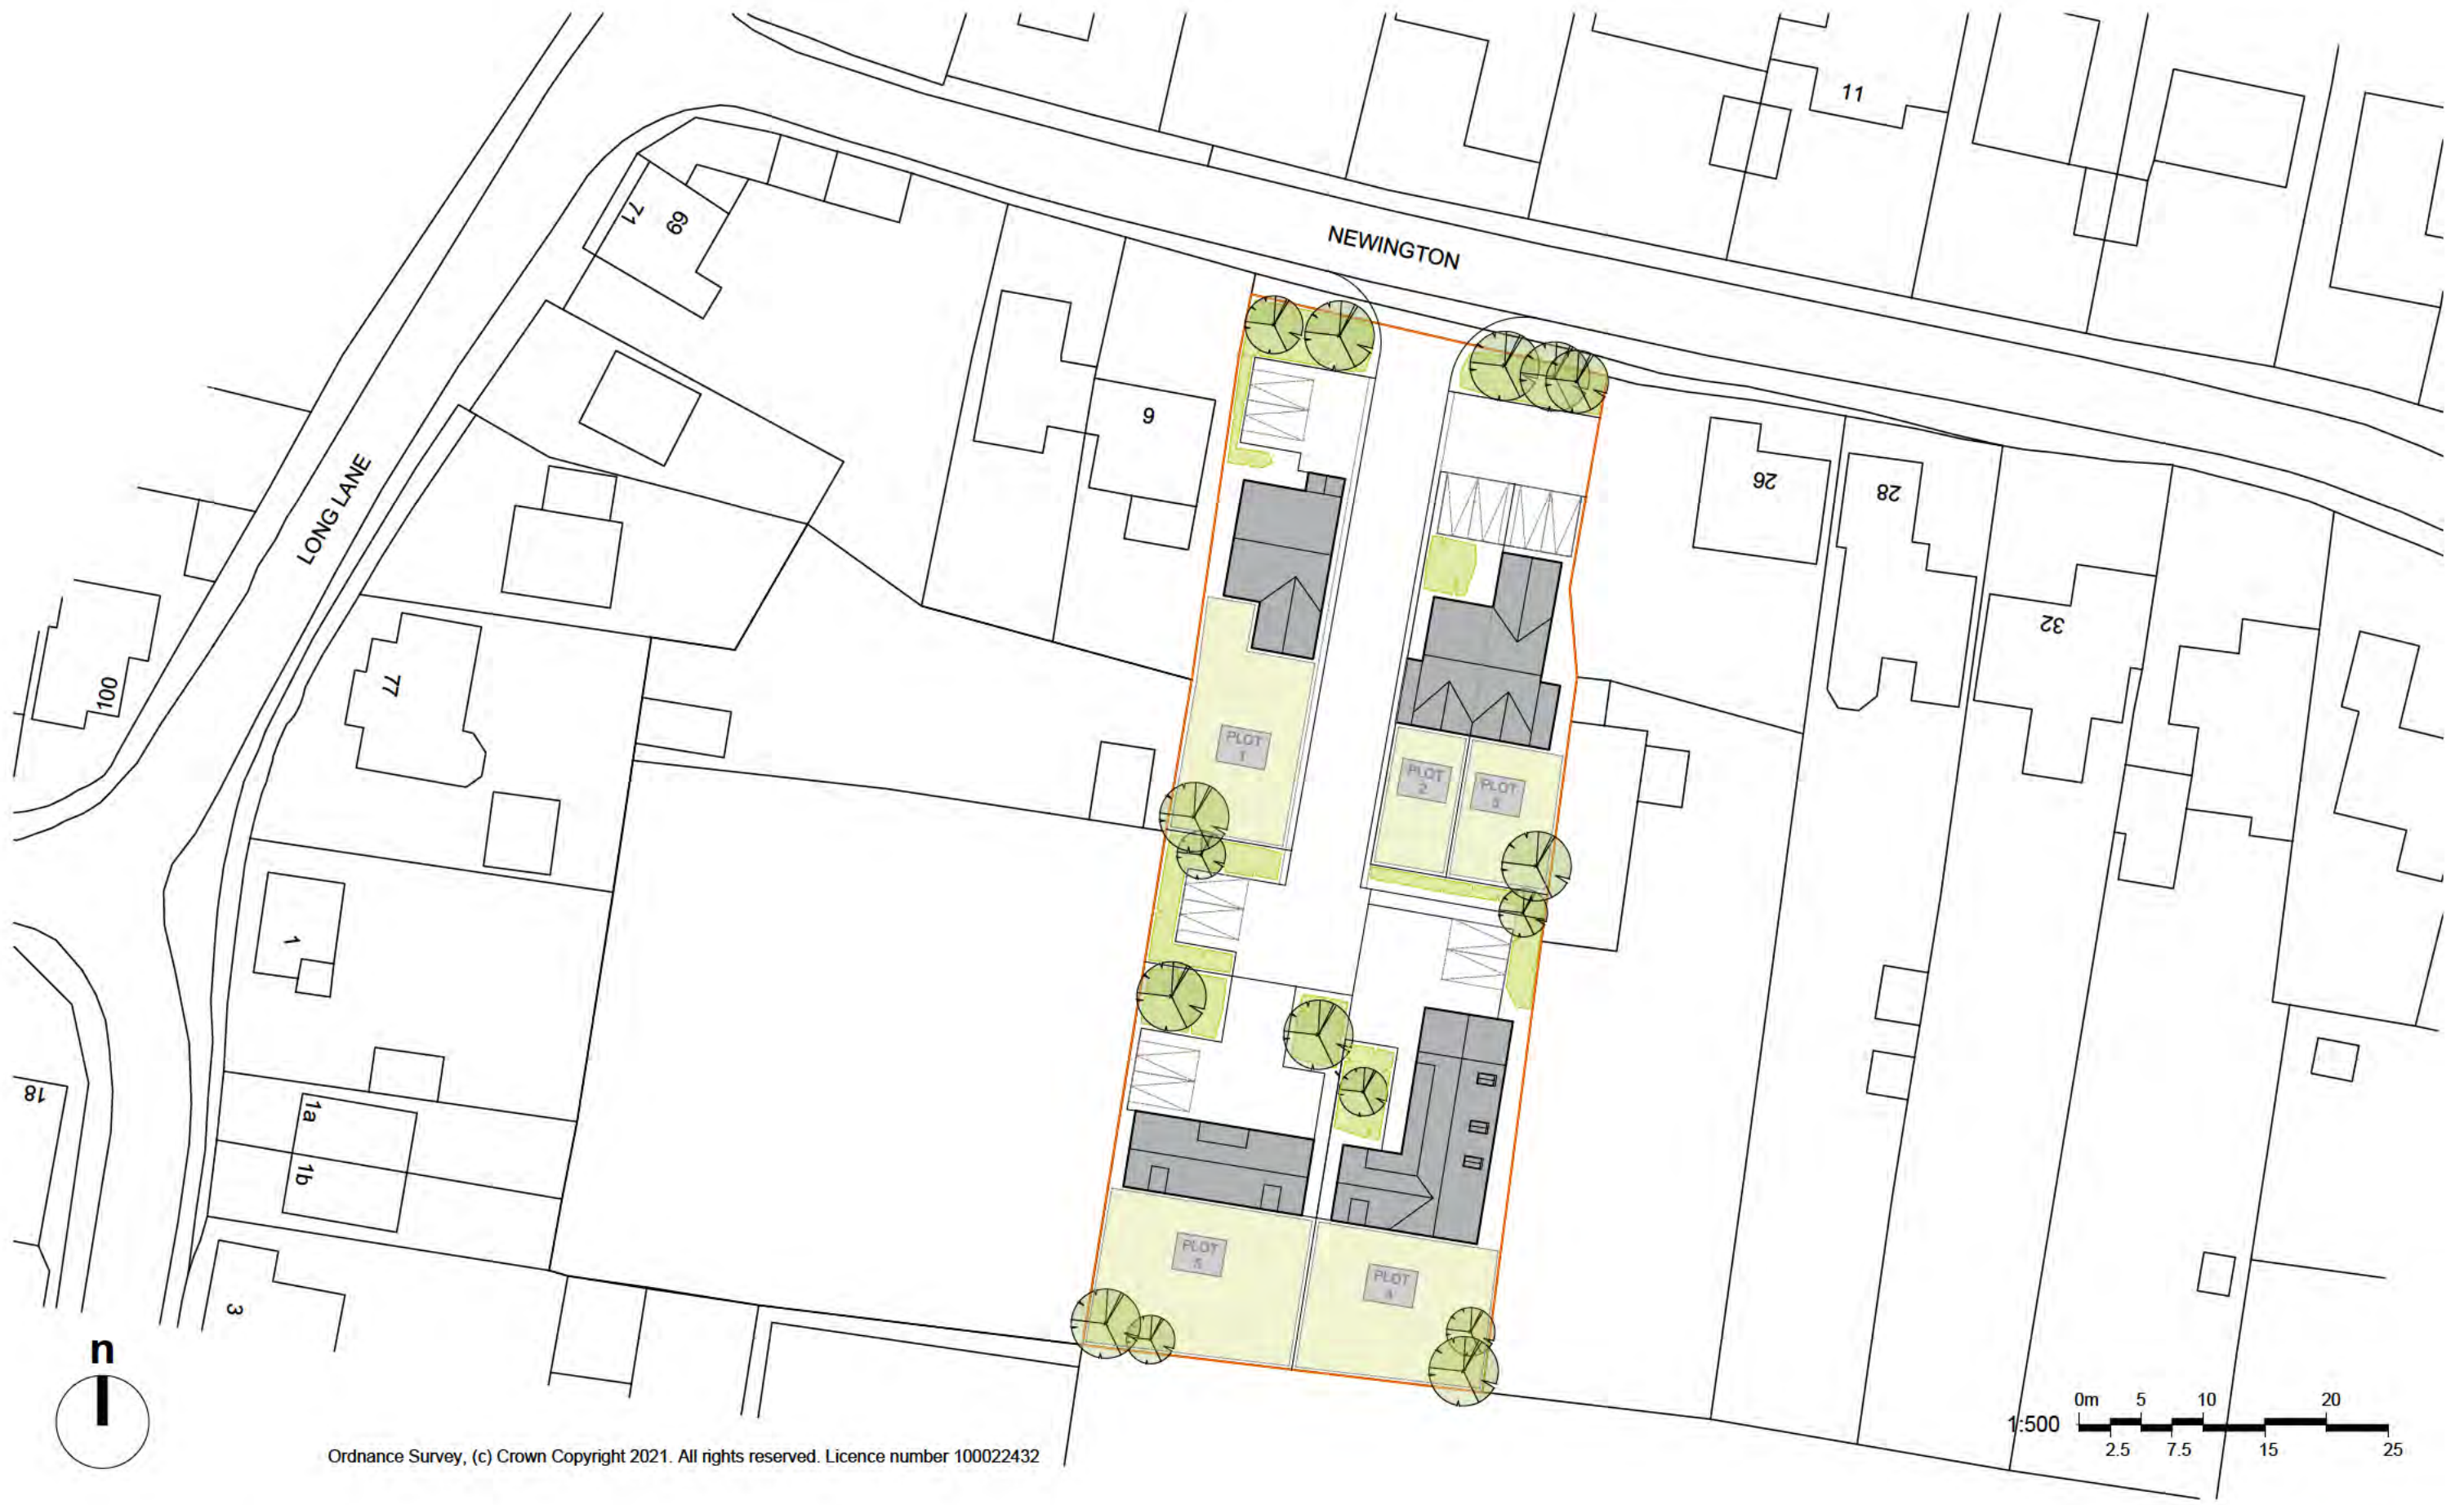 11
71
69
NEWINGTON
9
26
28
32
LONG LANE
100
77
PLOT
1
PLOT
2
PLOT
3
1
18
1a
1b
PLOT
5
PLOT
4
3
n
0m 5 10 20
1:500
2.5 7.5 15 25
Ordnance Survey, (c) Crown Copyright 2021. All rights reserved. Licence number 100022432